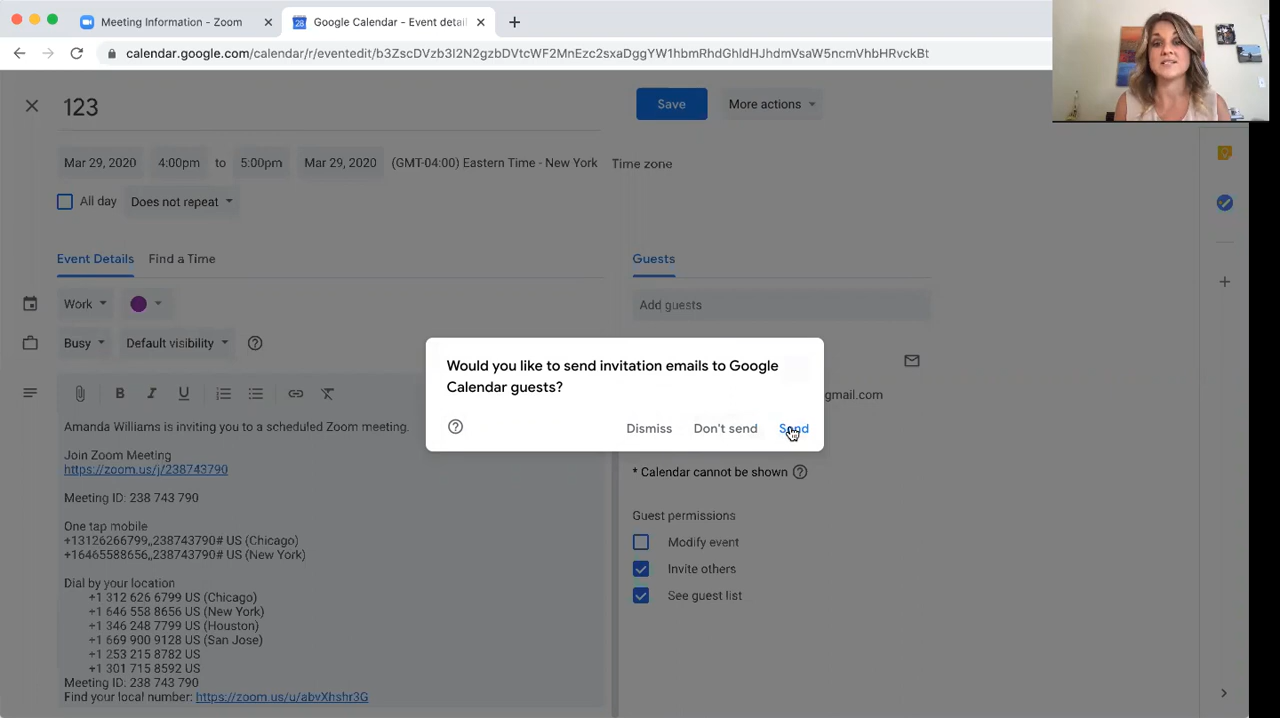 Meeting Information - Zoom
Google Calendar - Event detai
calendar.google.com/calendar/r/eventedit/b3ZscDVzb3I2N2gzbDVtcWF2MnEzc2sxaDggYW1hbmRhdGhldHJhdmVsaW5ncmVhbHRvckBt
123
Save
More actions
Mar 29, 2020
4:00pm
to
5:00pm
Mar 29, 2020
(GMT-04:00) Eastern Time - New York
Time zone
All day
Does not repeat
Event Details
Find a Time
Guests
Work
Add guests
Busy
Default visibility
Would you like to send invitation emails to Google
Calendar guests?
Dismiss
Don't send
Send
gmail.com
Amanda Williams is inviting you to a scheduled Zoom meeting.
Join Zoom Meeting
https://zoom.us/j/238743790
Meeting ID: 238 743 790
One tap mobile
+13126266799,,238743790# US (Chicago)
+16465588656,,238743790# US (New York)
Dial by your location
+1 312 626 6799 US (Chicago)
+1 646 558 8656 US (New York)
+1 346 248 7799 US (Houston)
+1 669 900 9128 US (San Jose)
+1 253 215 8782 US
+1 301 715 8592 US
Meeting ID: 238 743 790
Find your local number: https://zoom.us/u/abvXhshr3G
* Calendar cannot be shown
Guest permissions
Modify event
Invite others
See guest list